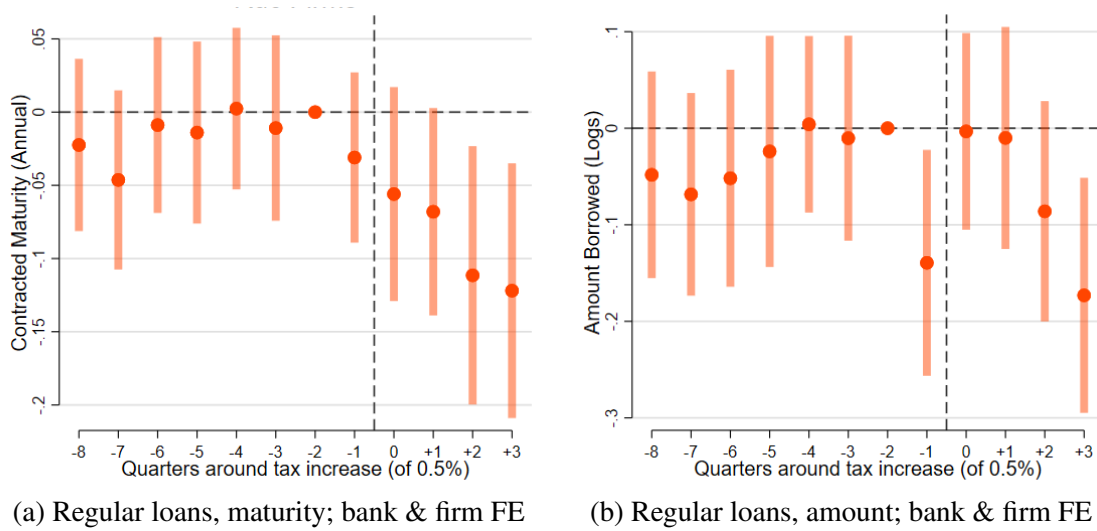 .05
0
-.05
-.1
-.15
-.2
Contracted Maturity (Annual)
-8 -7 -6 -5 -4 -3 -2 -1 0 +1 +2 +3
Quarters around tax increase (of 0.5%)
(a) Regular loans, maturity; bank & firm FE
.1
0
-.1
-.2
-.3
Amount Borrowed (Logs)
-8 -7 -6 -5 -4 -3 -2 -1 0 +1 +2 +3
Quarters around tax increase (of 0.5%)
(b) Regular loans, amount; bank & firm FE